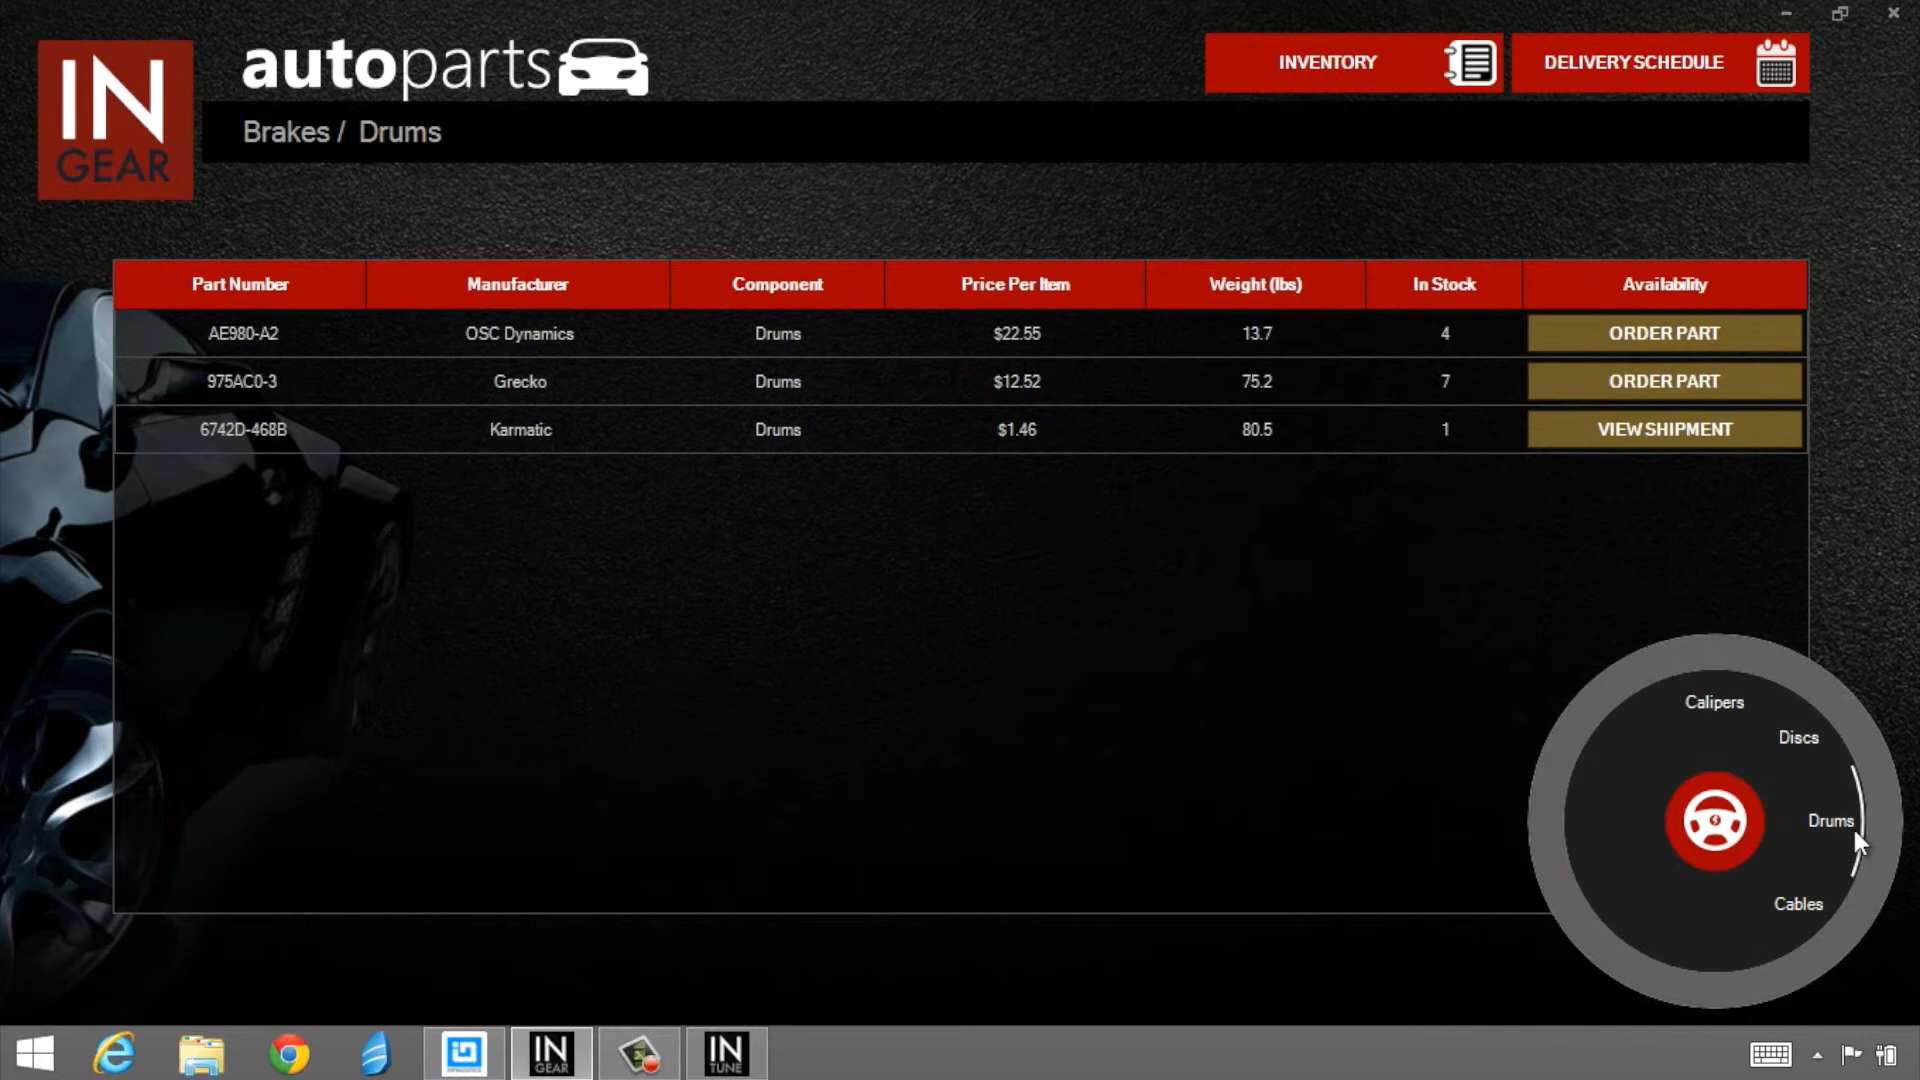 IN
GEAR
autoparts
INVENTORY
DELIVERY SCHEDULE
Brakes / Drums
Part Number Manufacturer Component Price Per Item Weight (lbs) In Stock Availability
AE980-A2 OSC Dynamics Drums $22.55 13.7 4 ORDER PART
975AC0-3 Grecko Drums $12.52 75.2 7 ORDER PART
6742D-468B Karmatic Drums $1.46 80.5 1 VIEW SHIPMENT
Calipers
Discs
Drums
Cables
IN
GEAR
IN
TUNE